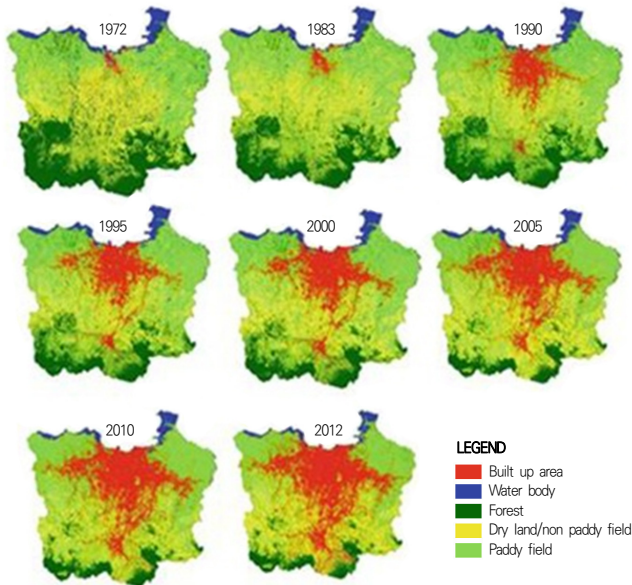 1972
1983
1990
1995
2000
2005
2010
2012
LEGEND
Built up area
Water body
Forest
Dry land/non paddy field
Paddy field